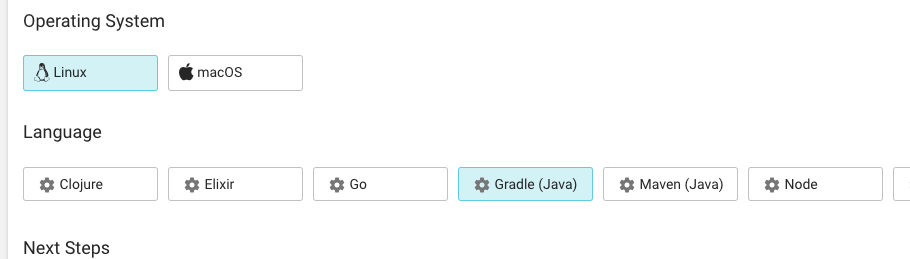 Operating System
Linux macOS
Language
Clojure Elixir Go Gradle (Java) Maven (Java) Node
Next Steps